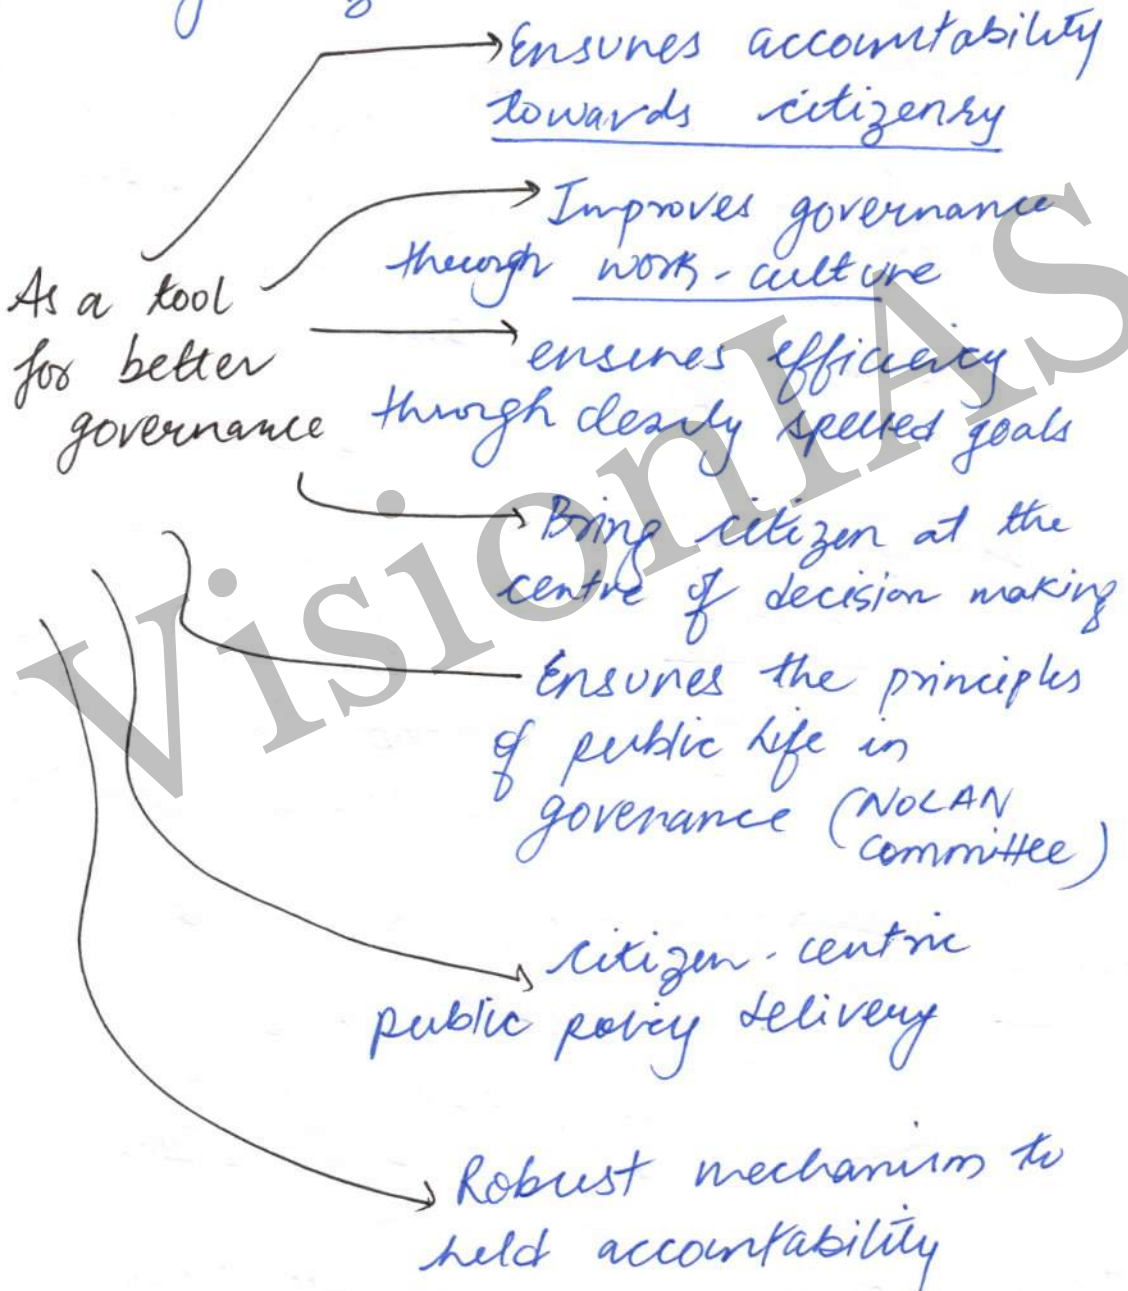 Ensures accountability
towards citizenry
Improves governance
through work-culture
As a tool
for better
governance
ensures efficiency
through clearly spelled goals
Bring citizen at the
centre of decision making
Ensures the principles
of public life in
governance (NOLAN
committee)
citizen-centric
public policy delivery
Robust mechanism to
held accountability
VisionIAS